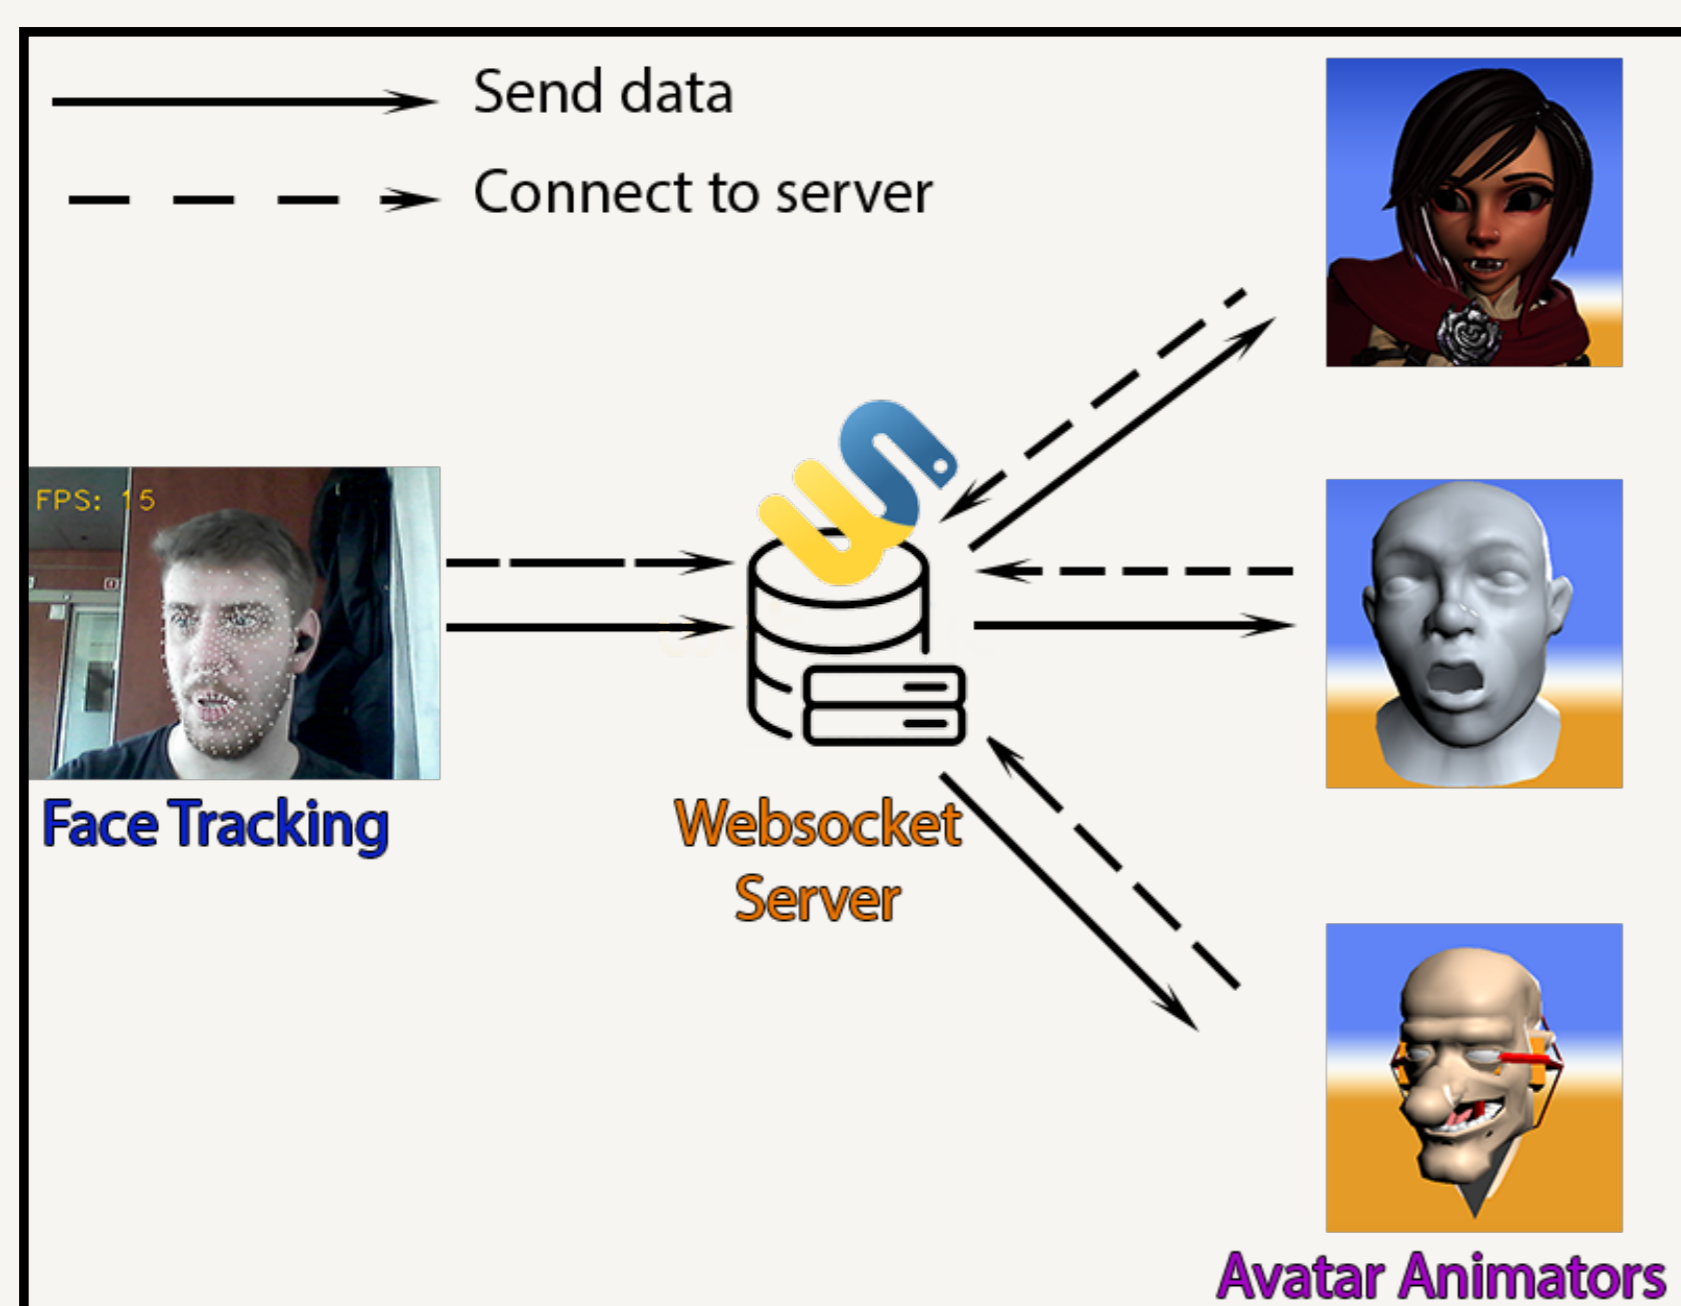 Send data
Connect to server
FPS: 15
Face Tracking
Websocket
Server
Avatar Animators